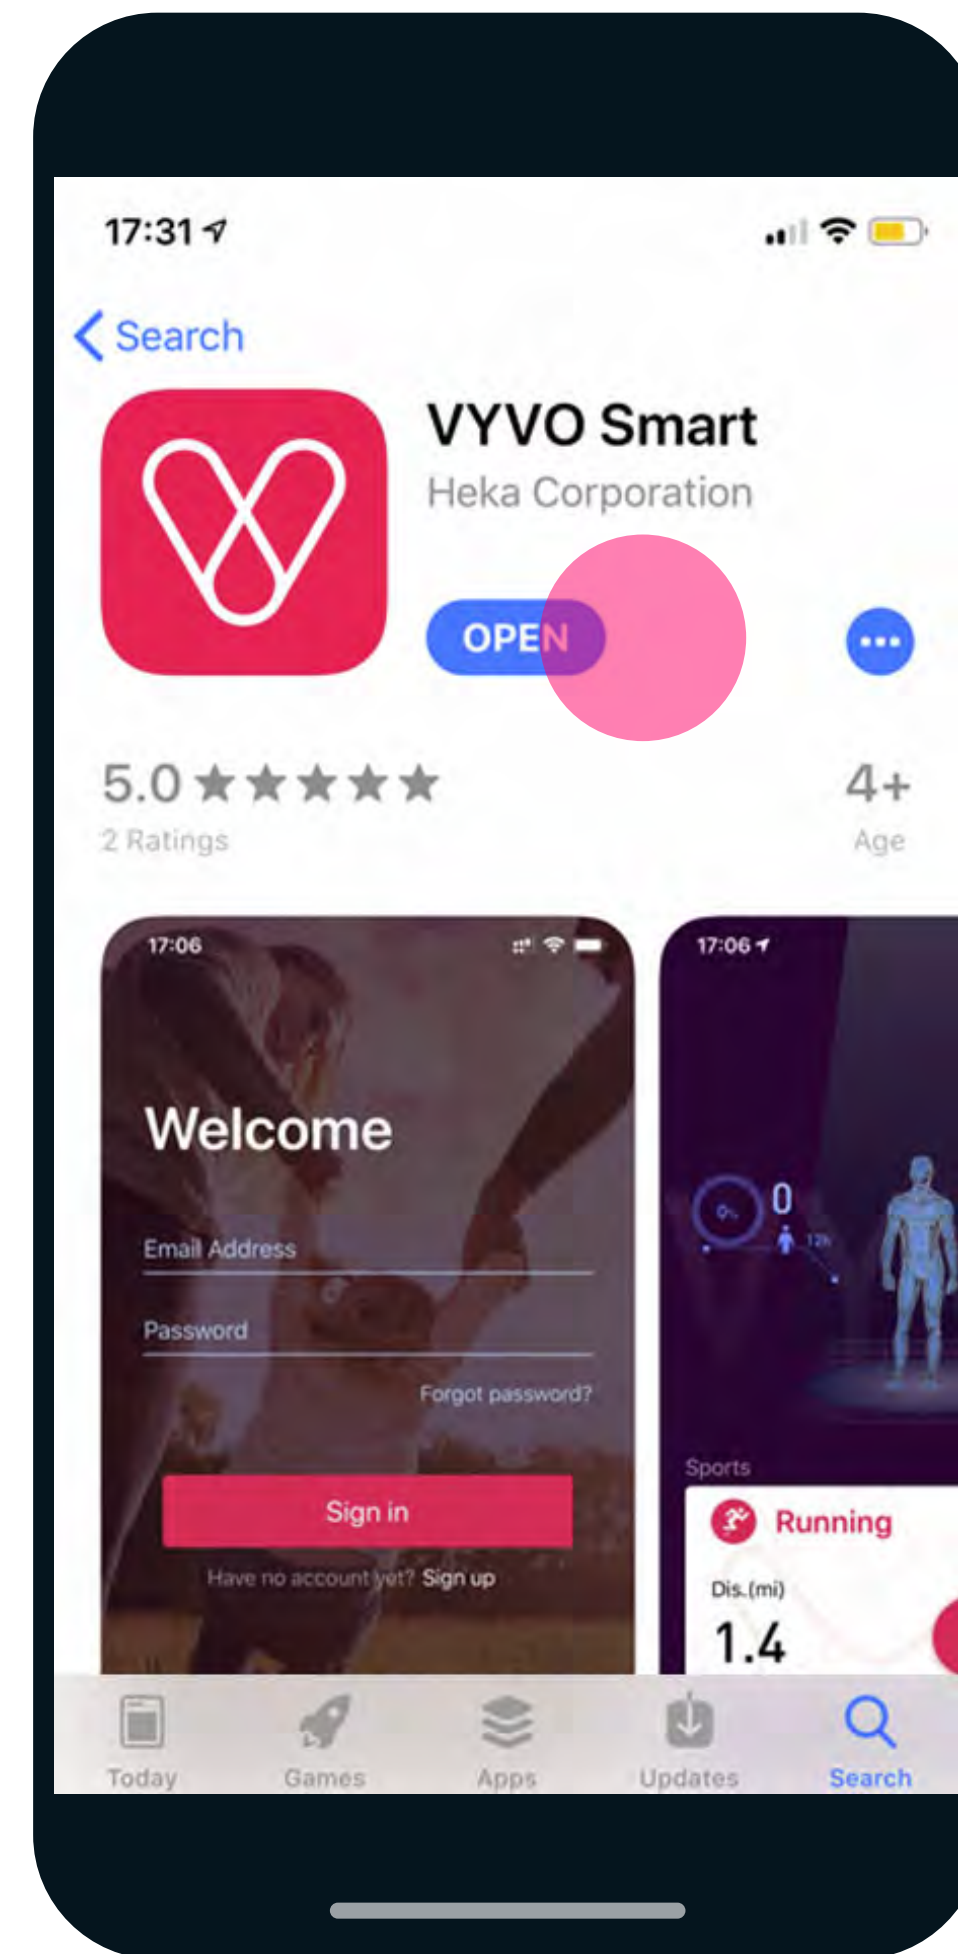 17:31
Search
VYVO Smart
Heka Corporation
OPEN
5.0
4+
2 Ratings
Age
17:06
17:06
Welcome
0%
0
12h
Email Address
Password
Forgot password?
Sports
Sign in
Running
Have no account yet? Sign up
Dis.(mi)
1.4
Today
Games
Apps
Updates
Search